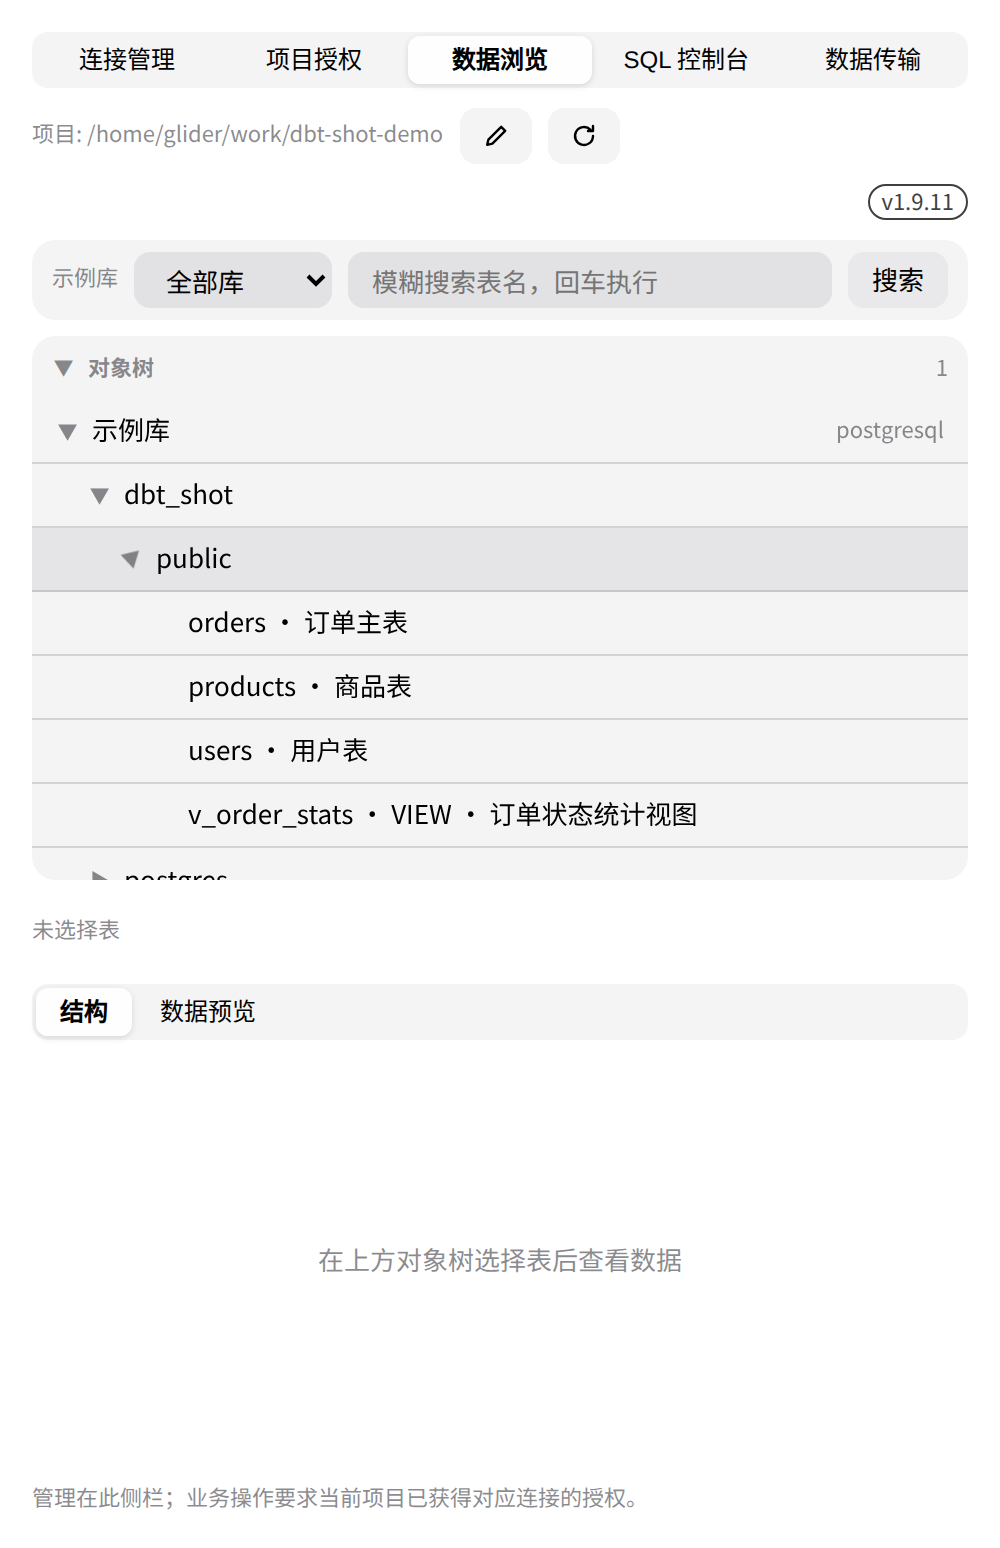 连接管理 项目授权 数据浏览 SQL 控制台 数据传输
项目: /home/glider/work/dbt-shot-demo
v1.9.11
示例库 全部库 模糊搜索表名，回车执行 搜索
对象树 1
示例库 postgresql
dbt_shot
public
orders • 订单主表
products • 商品表
users • 用户表
v_order_stats • VIEW • 订单状态统计视图
postgres
未选择表
结构 数据预览
在上方对象树选择表后查看数据
管理在此侧栏；业务操作要求当前项目已获得对应连接的授权。